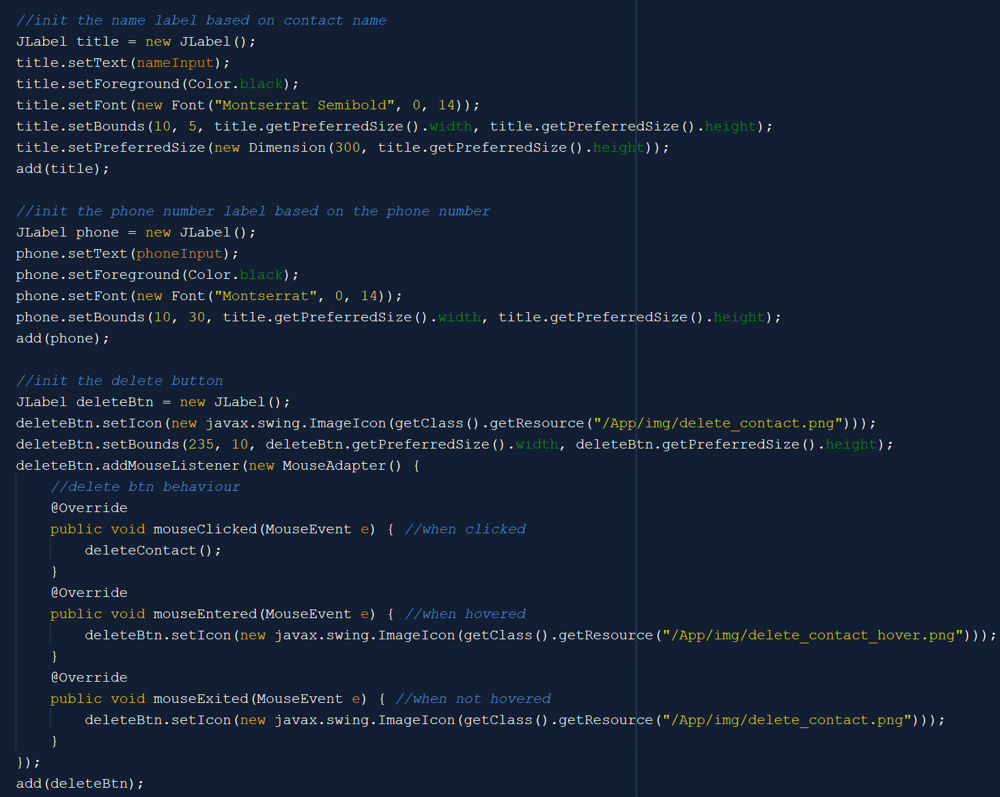 //init the name label based on contact name
JLabel title = new JLabel();
title.setText(nameInput);
title.setForeground(Color.black);
title.setFont(new Font("Montserrat Semibold", 0, 14));
title.setBounds(10, 5, title.getPreferredSize().width, title.getPreferredSize().height);
title.setPreferredSize(new Dimension(300, title.getPreferredSize().height));
add(title);

//init the phone number label based on the phone number
JLabel phone = new JLabel();
phone.setText(phoneInput);
phone.setForeground(Color.black);
phone.setFont(new Font("Montserrat", 0, 14));
phone.setBounds(10, 30, title.getPreferredSize().width, title.getPreferredSize().height);
add(phone);

//init the delete button
JLabel deleteBtn = new JLabel();
deleteBtn.setIcon(new javax.swing.ImageIcon(getClass().getResource("/App/img/delete_contact.png")));
deleteBtn.setBounds(235, 10, deleteBtn.getPreferredSize().width, deleteBtn.getPreferredSize().height);
deleteBtn.addMouseListener(new MouseAdapter() {
    //delete btn behaviour
    @Override
    public void mouseClicked(MouseEvent e) { //when clicked
        deleteContact();
    }
    @Override
    public void mouseEntered(MouseEvent e) { //when hovered
        deleteBtn.setIcon(new javax.swing.ImageIcon(getClass().getResource("/App/img/delete_contact_hover.png")));
    }
    @Override
    public void mouseExited(MouseEvent e) { //when not hovered
        deleteBtn.setIcon(new javax.swing.ImageIcon(getClass().getResource("/App/img/delete_contact.png")));
    }
});
add(deleteBtn);